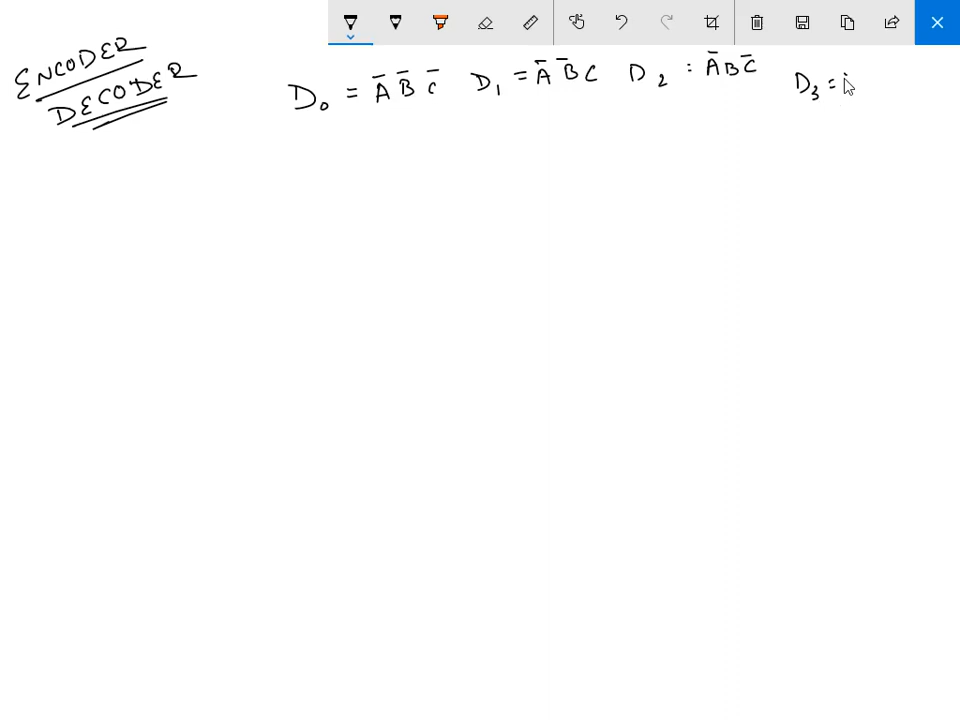 ENCODER
DECODER
D₀ = A̅ B̅ C̅ D₁ = A̅ B̅ C D₂ : A̅ B C̅ D₃ =